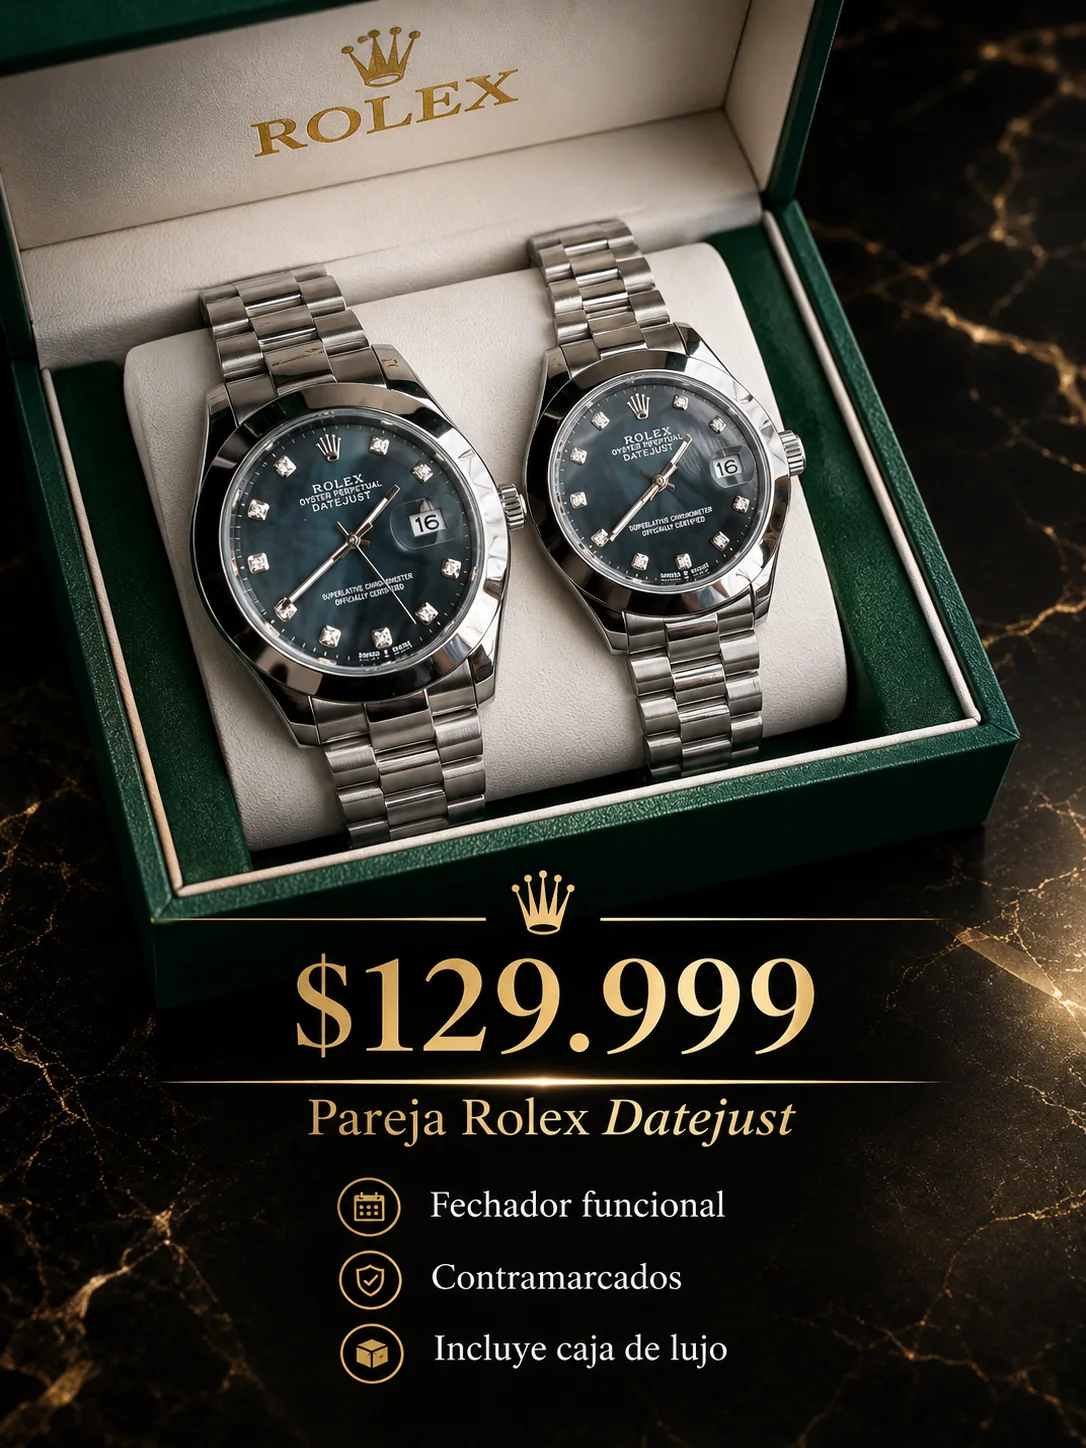 ROLEX
ROLEX
OYSTER PERPETUAL
DATEJUST
16
SUPERLATIVE CHRONOMETER
OFFICIALLY CERTIFIED
ROLEX
OYSTER PERPETUAL
DATEJUST
16
SUPERLATIVE CHRONOMETER
OFFICIALLY CERTIFIED
$129.999
Pareja Rolex Datejust
Fechador funcional
Contramarcados
Incluye caja de lujo